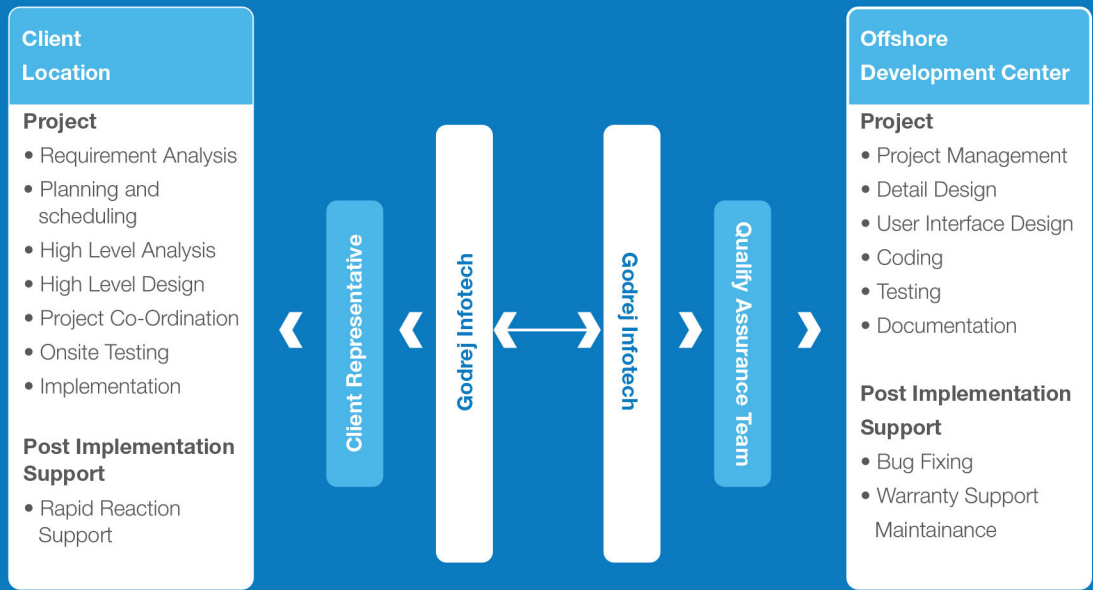 Client
Location
Project
• Requirement Analysis
• Planning and
scheduling
• High Level Analysis
• High Level Design
• Project Co-Ordination
• Onsite Testing
• Implementation
Post Implementation
Support
• Rapid Reaction
Support
Client Representative
Godrej Infotech
Godrej Infotech
Qualify Assurance Team
Offshore
Development Center
Project
• Project Management
• Detail Design
• User Interface Design
• Coding
• Testing
• Documentation
Post Implementation
Support
• Bug Fixing
• Warranty Support
Maintainance